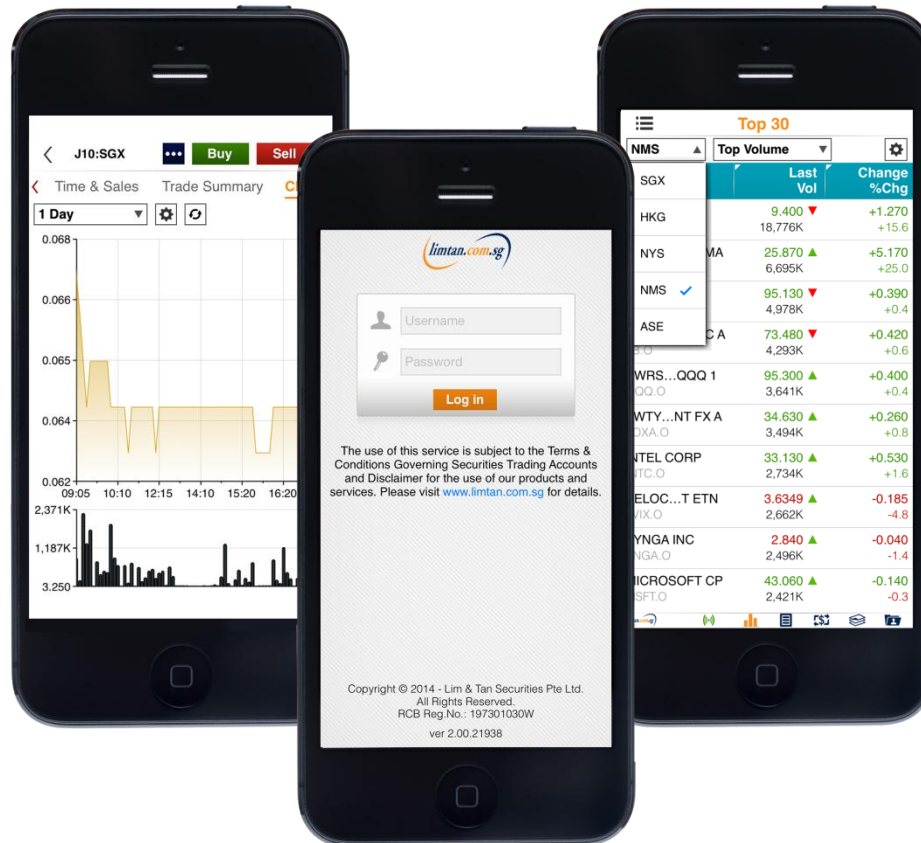 J10:SGX
•••
Buy
Sell
Time & Sales
Trade Summary
1 Day
0.068
0.066
0.065
0.064
0.062
09:05 10:10 12:15 14:10 15:20 16:20
2,371K
1,187K
3.250
limtan.com.sg
Username
Password
Log in
The use of this service is subject to the Terms &
Conditions Governing Securities Trading Accounts
and Disclaimer for the use of our products and
services. Please visit www.limtan.com.sg for details.
Copyright © 2014 - Lim & Tan Securities Pte Ltd.
All Rights Reserved.
RCB Reg.No.: 197301030W
ver 2.00.21938
Top 30
NMS ▲ Top Volume ▼
Last Change
Vol %Chg
SGX
HKG
NYS
NMS ✓
ASE
9.400 ▼ +1.270
18,776K +15.6
MA 25.870 ▲ +5.170
6,695K +25.0
95.130 ▼ +0.390
4,978K +0.4
C A 73.480 ▼ +0.420
B.O 4,293K +0.6
WRS...QQQ 1 95.300 ▲ +0.400
QQ.O 3,641K +0.4
WTY...NT FX A 34.630 ▲ +0.260
OXA.O 3,494K +0.8
NTEL CORP 33.130 ▲ +0.530
NTC.O 2,734K +1.6
ELOC...T ETN 3.6349 ▲ -0.185
VIX.O 2,662K -4.8
YNGA INC 2.840 ▲ -0.040
NGA.O 2,496K -1.4
ICROSOFT CP 43.060 ▲ -0.140
SFT.O 2,421K -0.3